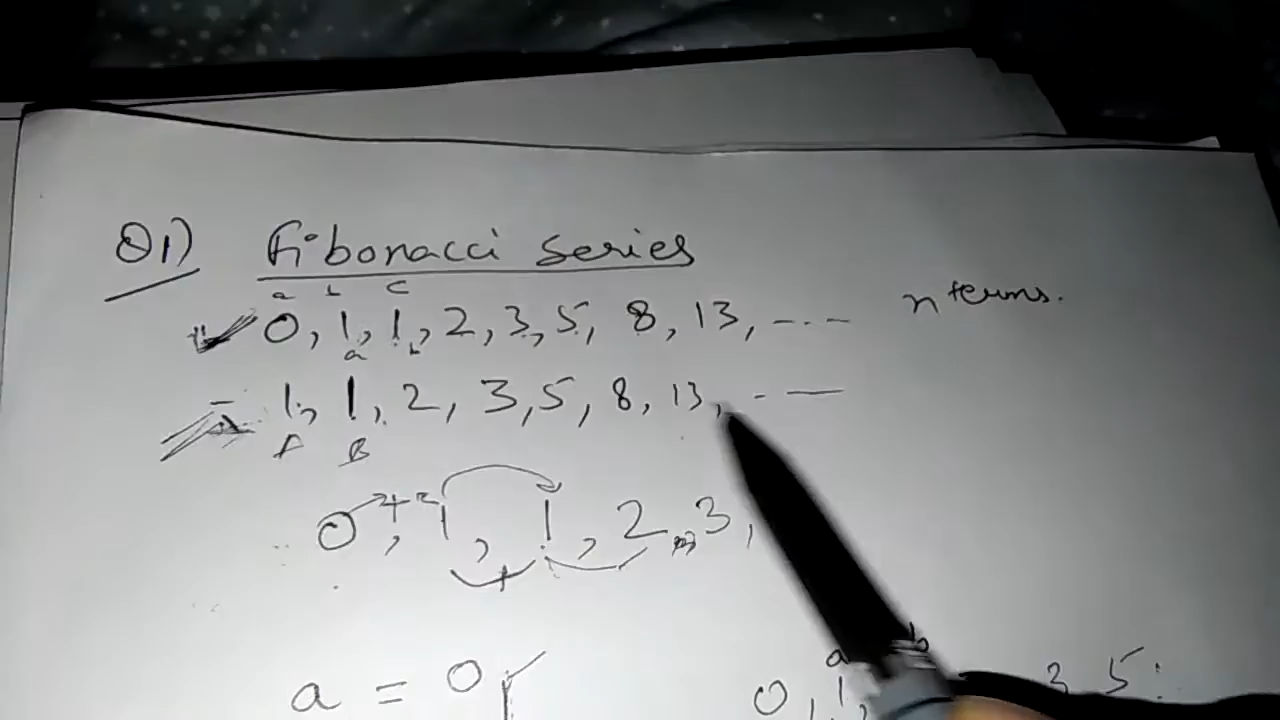 Q1) Fibonacci series
a b c
0, 1, 1, 2, 3, 5, 8, 13, ---- n terms.
a b
1, 1, 2, 3, 5, 8, 13, - —
A B
0, + 1, 1, 2, 3,
+
a b
a = 0 0, 1, 3 5